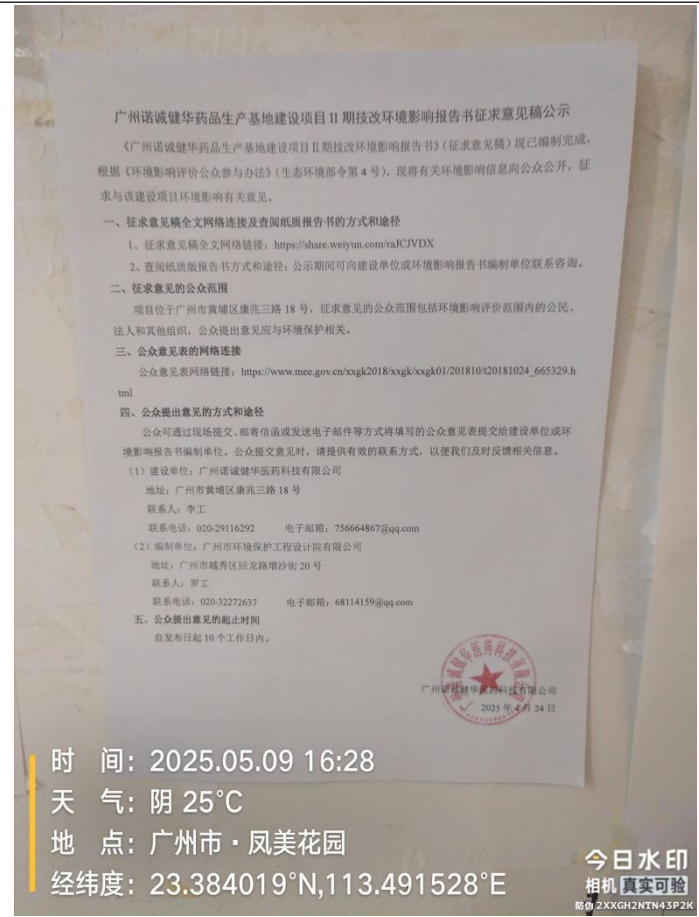 广州诺诚健华药品生产基地建设项目II期技改环境影响报告书征求意见稿公示
《广州诺诚健华药品生产基地建设项目II期技改环境影响报告书》（征求意见稿）现已编制完成，
根据《环境影响评价公众参与办法》（生态环境部令第4号），现将有关环境影响信息向公众公开，征
求与该建设项目环境影响有关意见。
一、征求意见稿全文网络连接及查阅纸质报告书的方式和途径
1、征求意见稿全文网络链接：https://share.weiyun.com/raJCJVDX
2、查阅纸质版报告书方式和途径：公示期间可向建设单位或环境影响报告书编制单位联系咨询。
二、征求意见的公众范围
项目位于广州市黄埔区康兆三路18号，征求意见的公众范围包括环境影响评价范围内的公民、
法人和其他组织，公众提出意见应与环境保护相关。
三、公众意见表的网络连接
公众意见表网络链接：https://www.mee.gov.cn/xxgk2018/xxgk/xxgk01/201810/t20181024_665329.h
tml
四、公众提出意见的方式和途径
公众可通过现场提交、邮寄信函或发送电子邮件等方式将填写的公众意见表提交给建设单位或环
境影响报告书编制单位。公众提交意见时，请提供有效的联系方式，以便我们及时反馈相关信息。
（1）建设单位：广州诺诚健华医药科技有限公司
地址：广州市黄埔区康兆三路18号
联系人：李工
联系电话：020-29116292 电子邮箱：756664867@qq.com
（2）编制单位：广州市环境保护工程设计院有限公司
地址：广州市越秀区回龙路增沙街20号
联系人：罗工
联系电话：020-32272637 电子邮箱：68114159@qq.com
五、公众提出意见的起止时间
自发布日起10个工作日内。
广州诺诚健华医药科技有限公司
2025年4月24日
广州诺诚健华医药科技有限公司
时 间：2025.05.09 16:28
天 气：阴 25°C
地 点：广州市·凤美花园
经纬度：23.384019°N,113.491528°E
今日水印
相机 真实可验
防伪 2XXGH2NTN43P2K